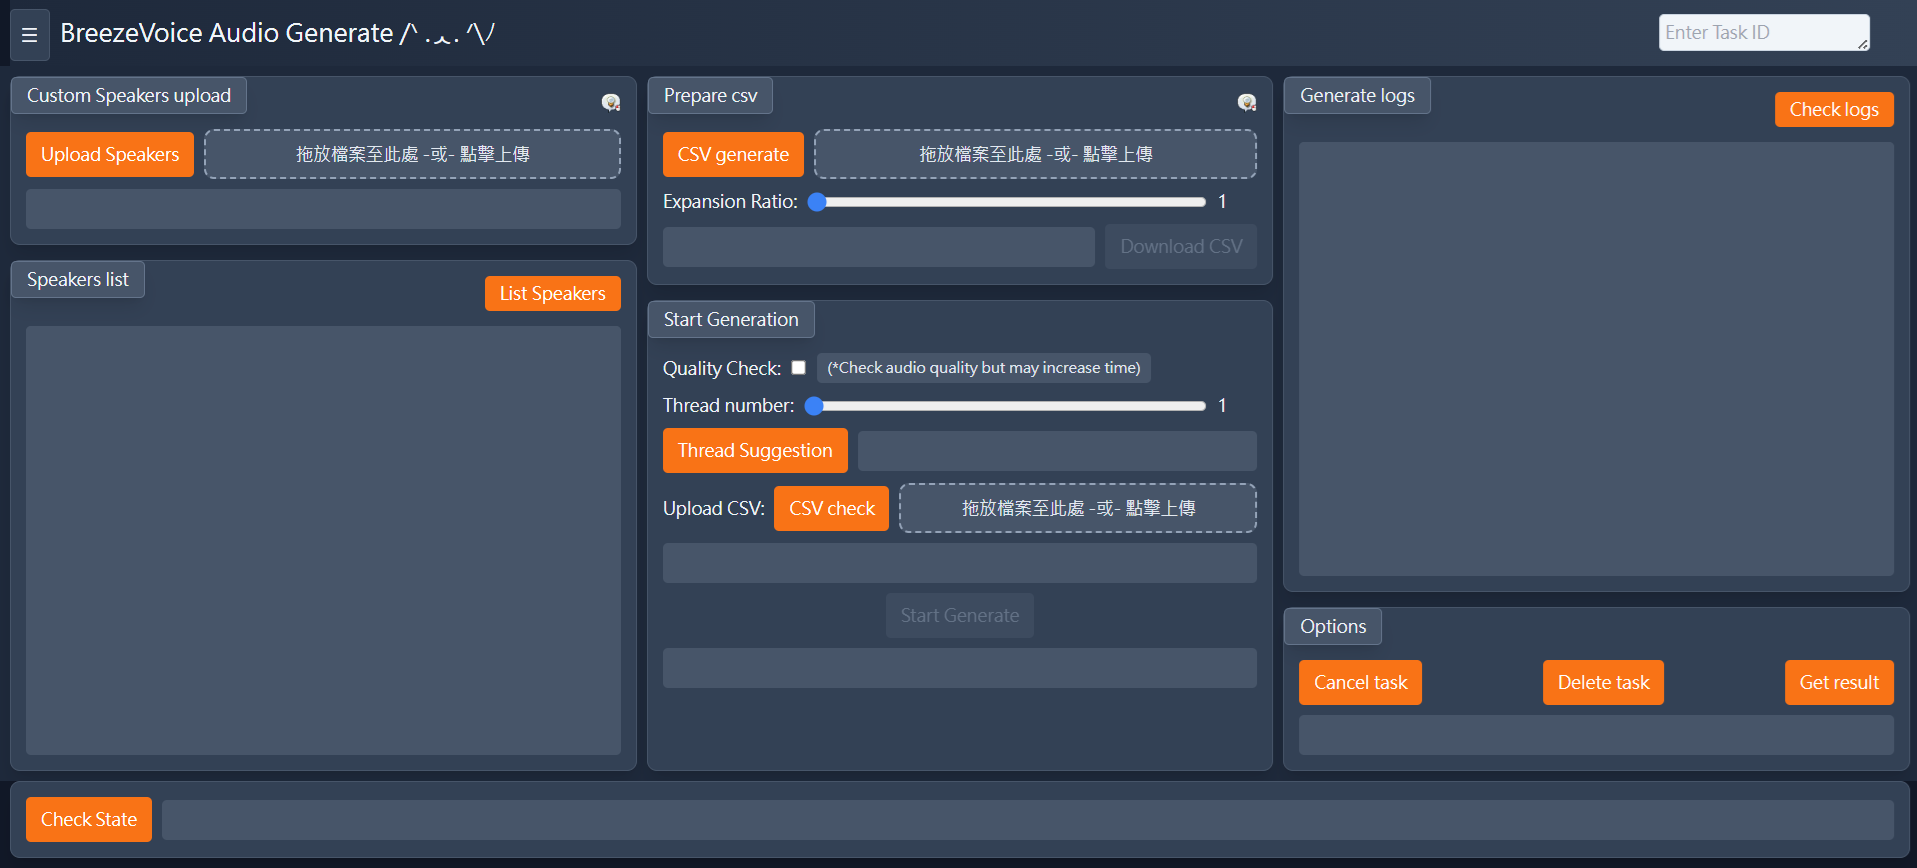 ☰ BreezeVoice Audio Generate /ᐠ .ᆺ. ᐟ\ﾉ
Enter Task ID
Custom Speakers upload
Upload Speakers
拖放檔案至此處 -或- 點擊上傳
Speakers list
List Speakers
Prepare csv
CSV generate
拖放檔案至此處 -或- 點擊上傳
Expansion Ratio: 1
Download CSV
Start Generation
Quality Check: (*Check audio quality but may increase time)
Thread number: 1
Thread Suggestion
Upload CSV: CSV check 拖放檔案至此處 -或- 點擊上傳
Start Generate
Generate logs
Check logs
Options
Cancel task
Delete task
Get result
Check State